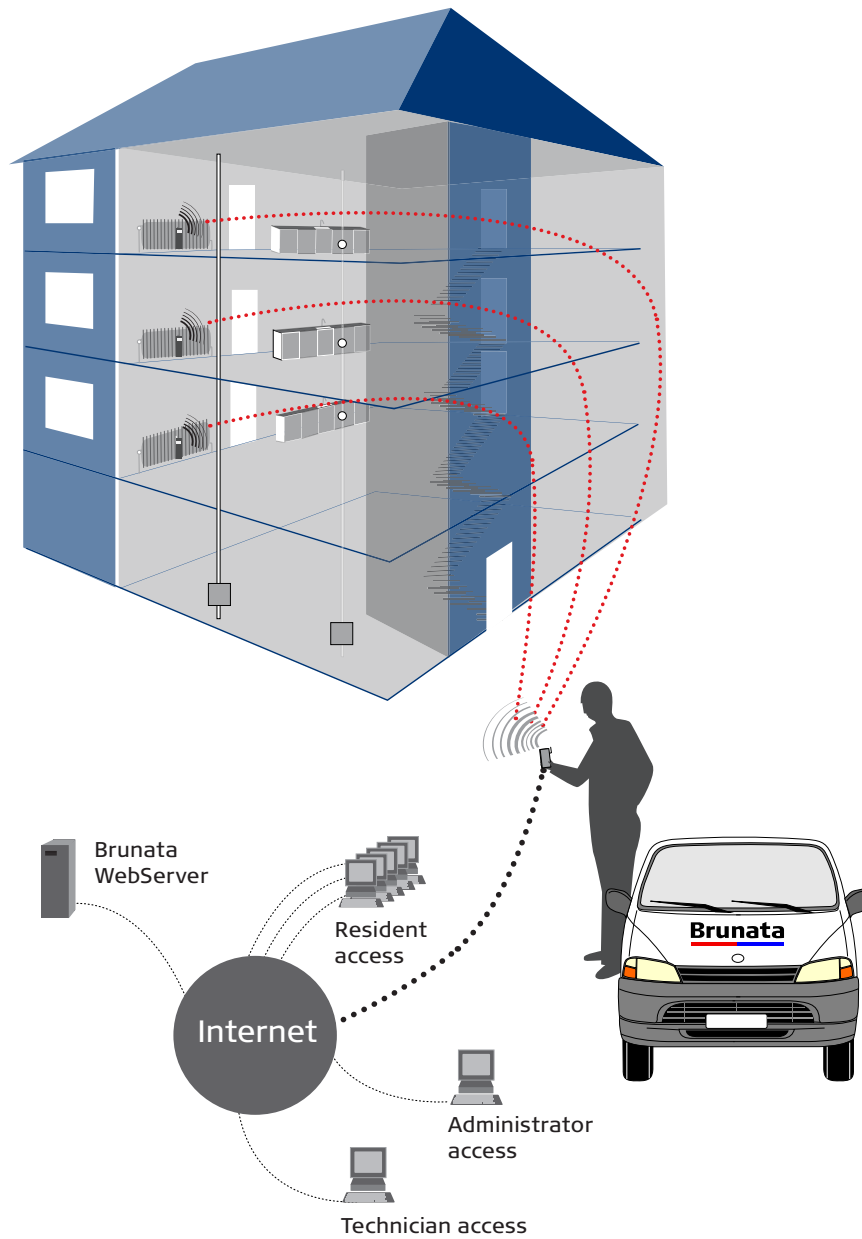 Brunata
WebServer
Resident
access
Brunata
Internet
Administrator
access
Technician access